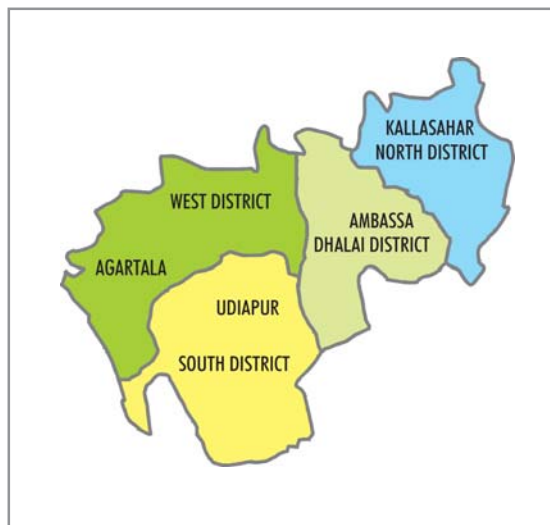 KALLASAHAR
NORTH DISTRICT
WEST DISTRICT
AMBASSA
DHALAI DISTRICT
AGARTALA
UDIAPUR
SOUTH DISTRICT